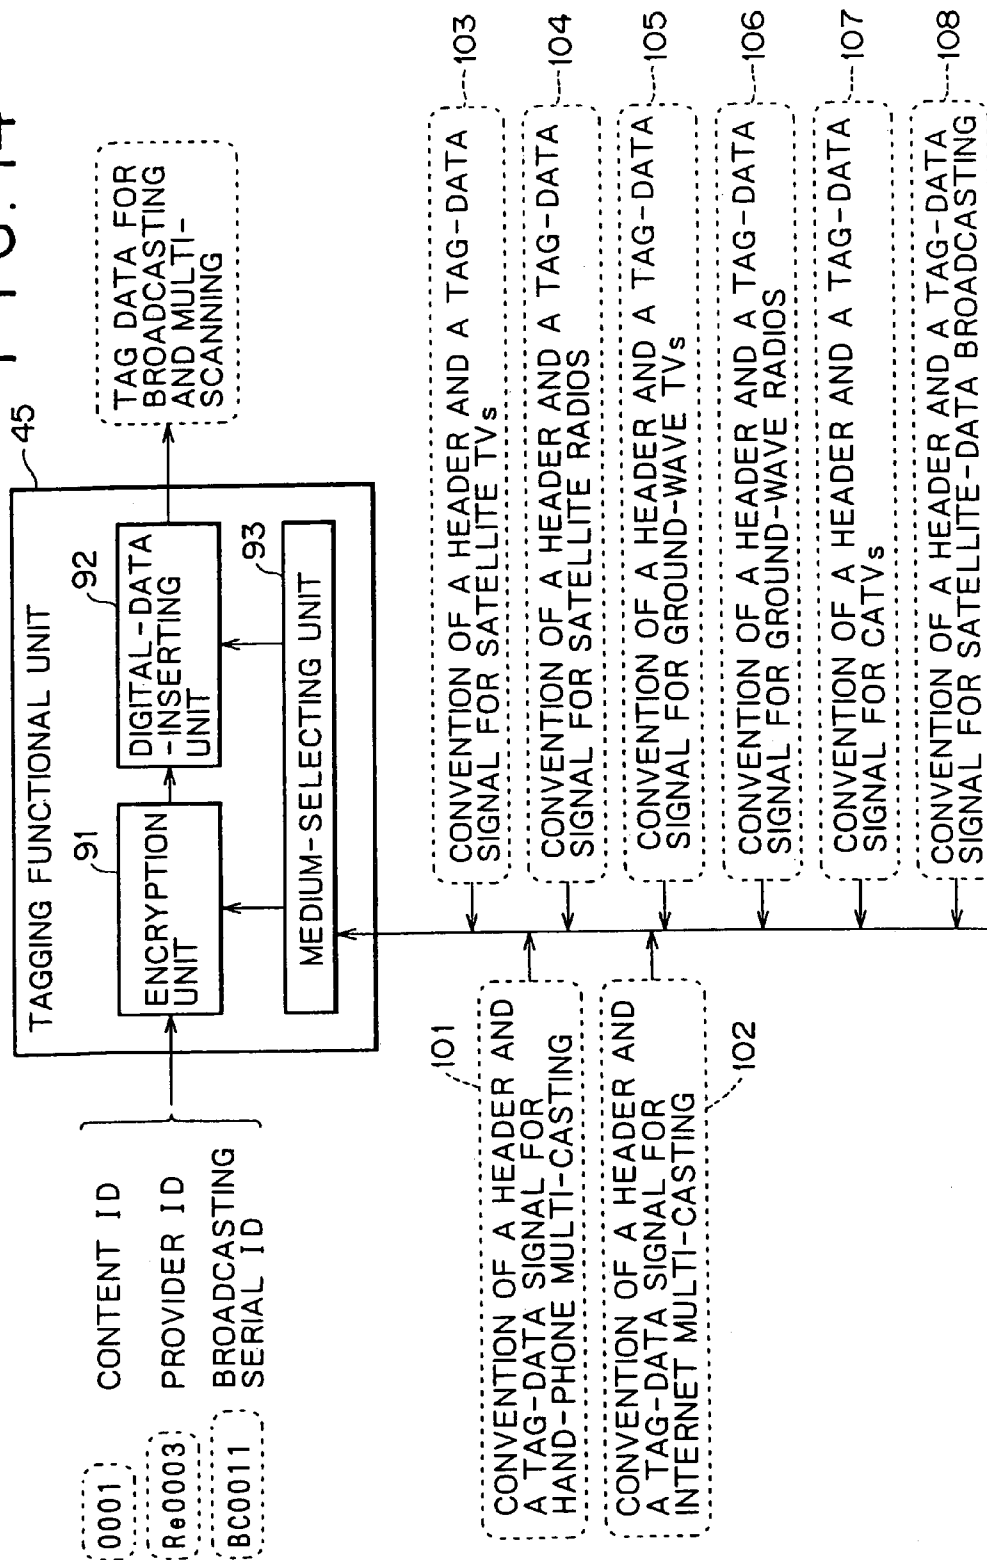 FIG. 14
TAGGING FUNCTIONAL UNIT
45
0001
CONTENT ID
Re0003
PROVIDER ID
BC0011
BROADCASTING
SERIAL ID
91
ENCRYPTION
UNIT
92
DIGITAL-DATA
-INSERTING
UNIT
93
MEDIUM-SELECTING UNIT
TAG DATA FOR
BROADCASTING
AND MULTI-
SCANNING
101
CONVENTION OF A HEADER AND
A TAG-DATA SIGNAL FOR
HAND-PHONE MULTI-CASTING
CONVENTION OF A HEADER AND
A TAG-DATA SIGNAL FOR
INTERNET MULTI-CASTING
102
CONVENTION OF A HEADER AND A TAG-DATA
SIGNAL FOR SATELLITE TVs
103
CONVENTION OF A HEADER AND A TAG-DATA
SIGNAL FOR SATELLITE RADIOS
104
CONVENTION OF A HEADER AND A TAG-DATA
SIGNAL FOR GROUND-WAVE TVs
105
CONVENTION OF A HEADER AND A TAG-DATA
SIGNAL FOR GROUND-WAVE RADIOS
106
CONVENTION OF A HEADER AND A TAG-DATA
SIGNAL FOR CATVs
107
CONVENTION OF A HEADER AND A TAG-DATA
SIGNAL FOR SATELLITE-DATA BROADCASTING
108